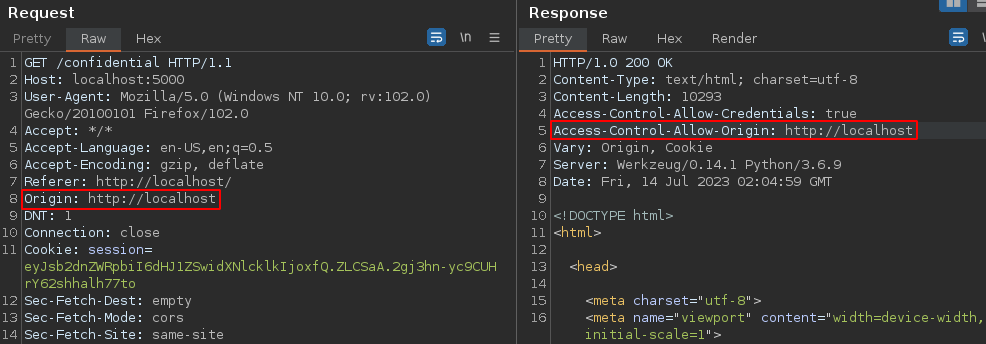 Request
Pretty Raw Hex \n
1 GET /confidential HTTP/1.1
2 Host: localhost:5000
3 User-Agent: Mozilla/5.0 (Windows NT 10.0; rv:102.0)
Gecko/20100101 Firefox/102.0
4 Accept: */*
5 Accept-Language: en-US,en;q=0.5
6 Accept-Encoding: gzip, deflate
7 Referer: http://localhost/
8 Origin: http://localhost
9 DNT: 1
10 Connection: close
11 Cookie: session=
eyJsb2dnZWRpbiI6dHJ1ZSwidXNlcklkIjoxfQ.ZLCSaA.2gj3hn-yc9CUH
rY62shhalh77to
12 Sec-Fetch-Dest: empty
13 Sec-Fetch-Mode: cors
14 Sec-Fetch-Site: same-site
Response
Pretty Raw Hex Render
1 HTTP/1.0 200 OK
2 Content-Type: text/html; charset=utf-8
3 Content-Length: 10293
4 Access-Control-Allow-Credentials: true
5 Access-Control-Allow-Origin: http://localhost
6 Vary: Origin, Cookie
7 Server: Werkzeug/0.14.1 Python/3.6.9
8 Date: Fri, 14 Jul 2023 02:04:59 GMT
9
10 <!DOCTYPE html>
11 <html>
12
13 <head>
14
15 <meta charset="utf-8">
16 <meta name="viewport" content="width=device-width,
initial-scale=1">